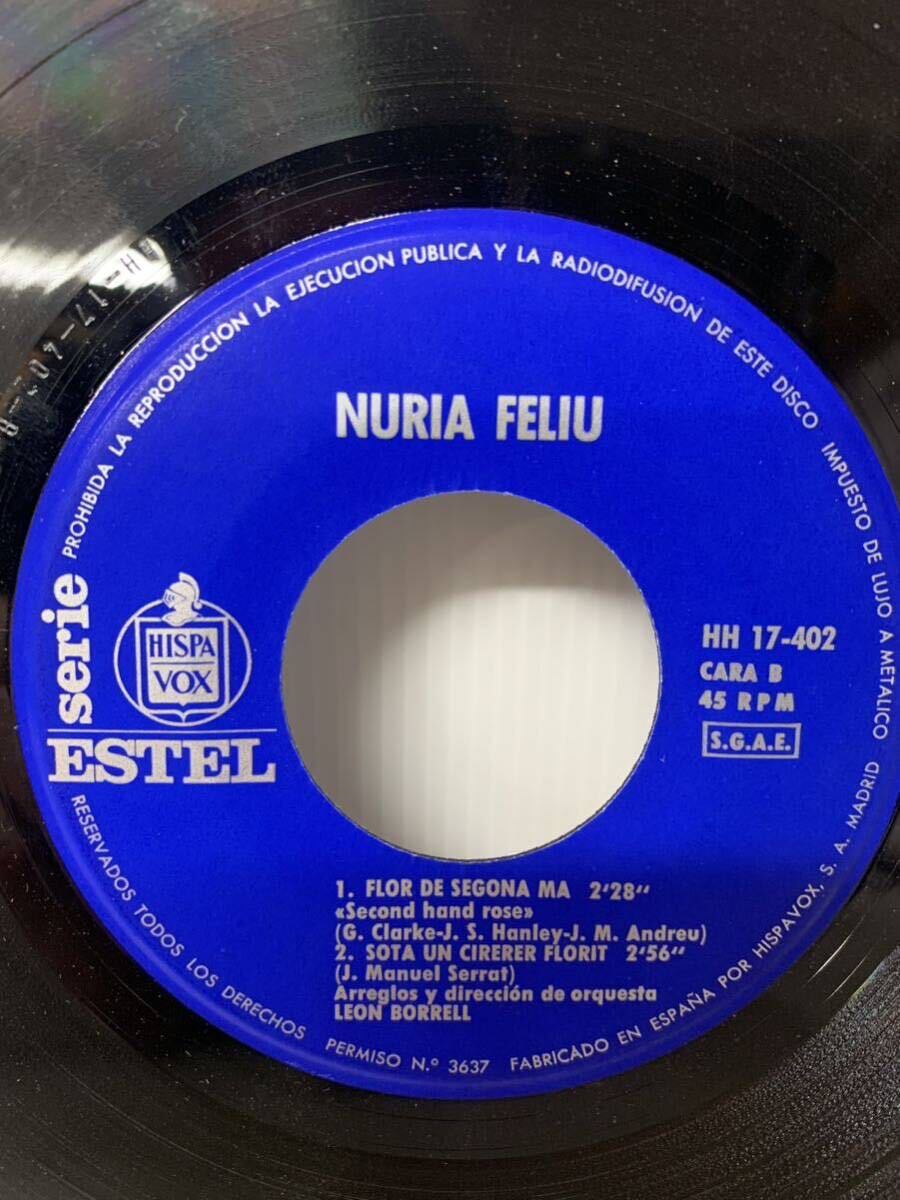 PROHIBIDA LA REPRODUCCION LA EJECUCION PUBLICA Y LA RADIODIFUSION DE ESTE DISCO IMPUESTO DE LUJO A METALICO
NURIA FELIU
serie
HISPA
VOX
ESTEL
HH 17-402
CARA B
45 RPM
S.G.A.E.
1. FLOR DE SEGONA MA 2'28"
«Second hand rose»
(G. Clarke-J. S. Hanley-J. M. Andreu)
2. SOTA UN CIRERER FLORIT 2'56"
(J. Manuel Serrat)
Arreglos y dirección de orquesta
LEON BORRELL
RESERVADOS TODOS LOS DERECHOS PERMISO N.º 3637 FABRICADO EN ESPAÑA POR HISPAVOX, S. A. MADRID